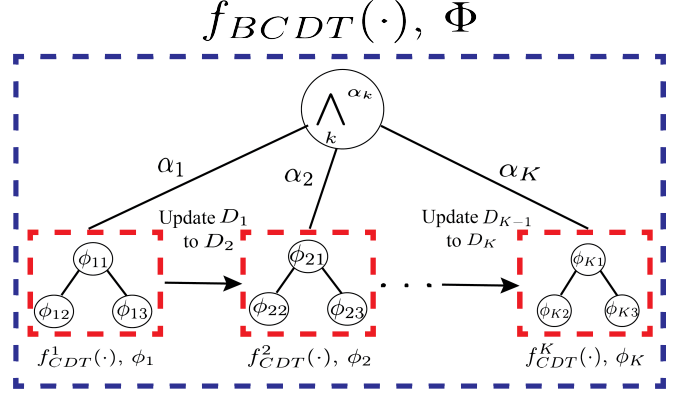 f_{BCDT}(·), Φ
⋀_k α_k
α_1
α_2
α_K
Update D_1
to D_2
Update D_{K−1}
to D_K
ϕ_{11}
ϕ_{12}
ϕ_{13}
ϕ_{21}
ϕ_{22}
ϕ_{23}
. . .
ϕ_{K1}
ϕ_{K2}
ϕ_{K3}
f^1_{CDT}(·), ϕ_1
f^2_{CDT}(·), ϕ_2
f^K_{CDT}(·), ϕ_K